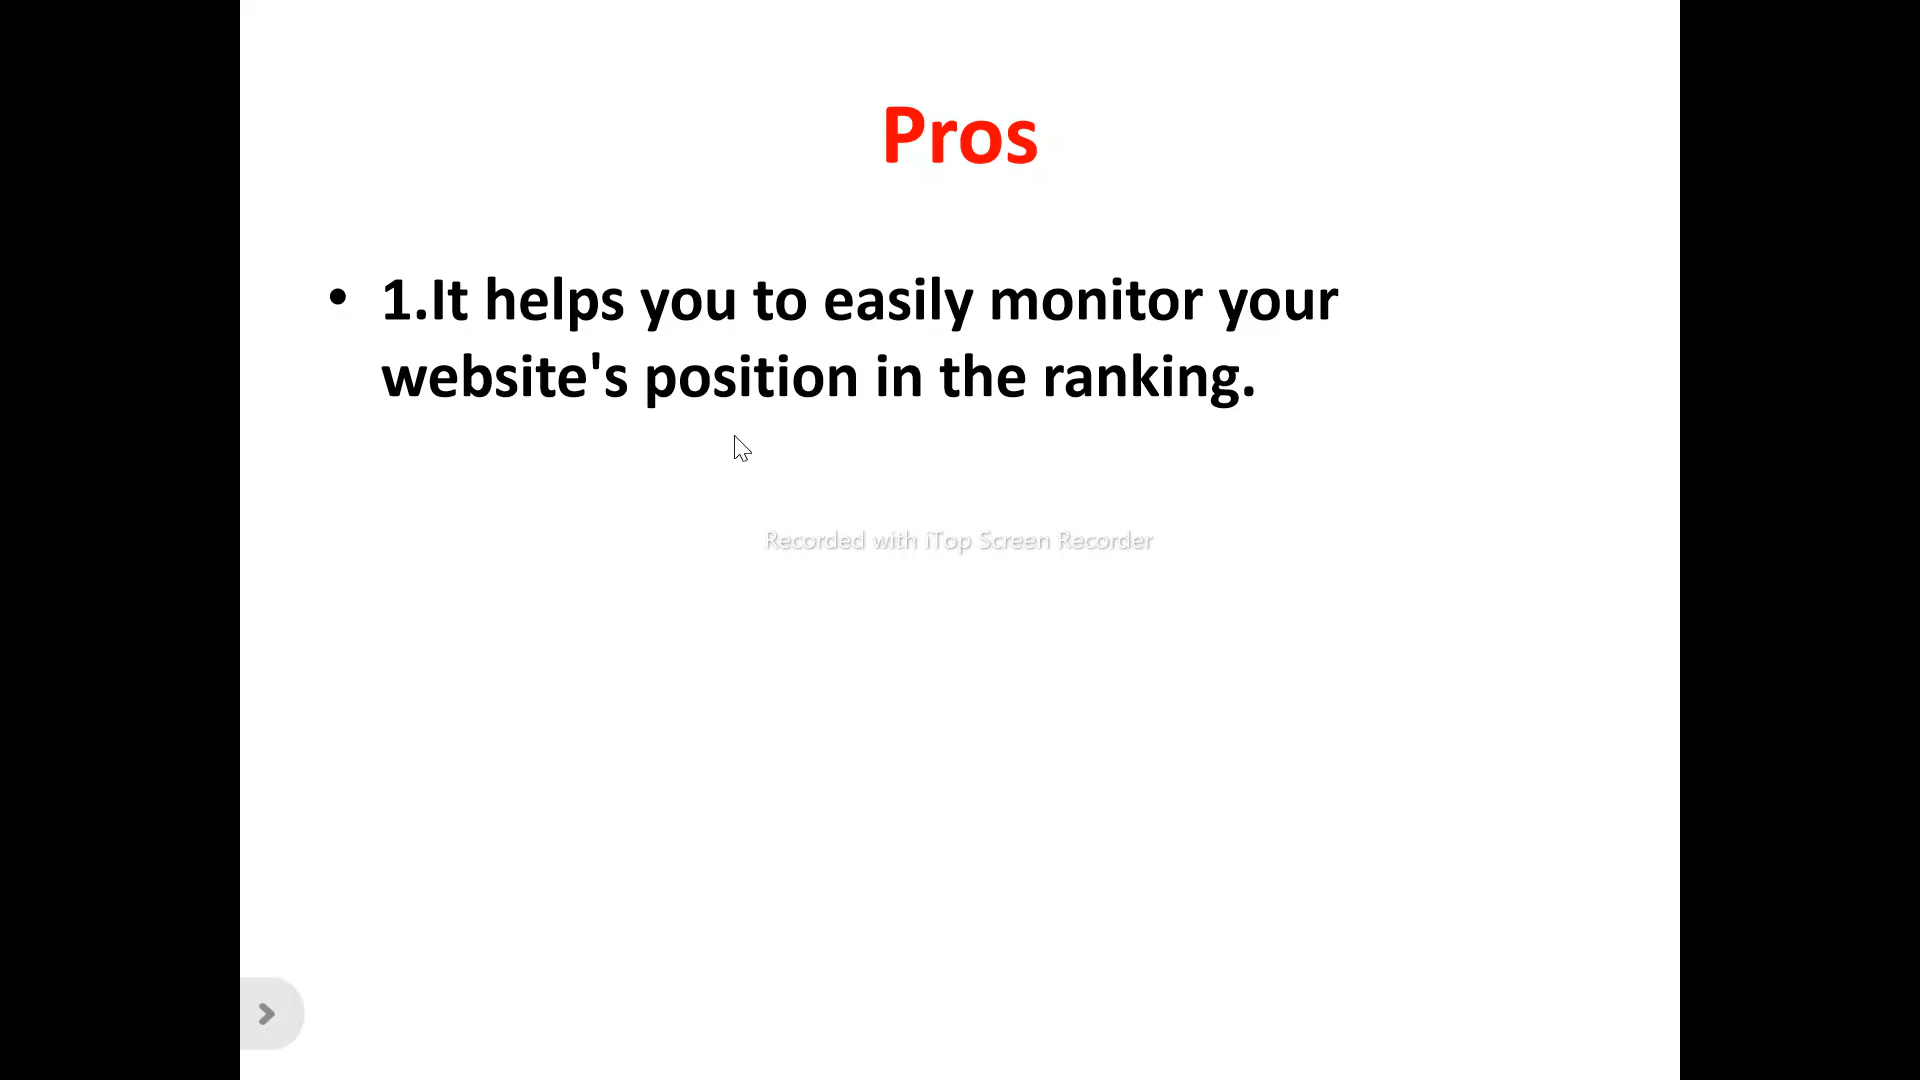 Pros
• 1.It helps you to easily monitor your
website's position in the ranking.
Recorded with iTop Screen Recorder